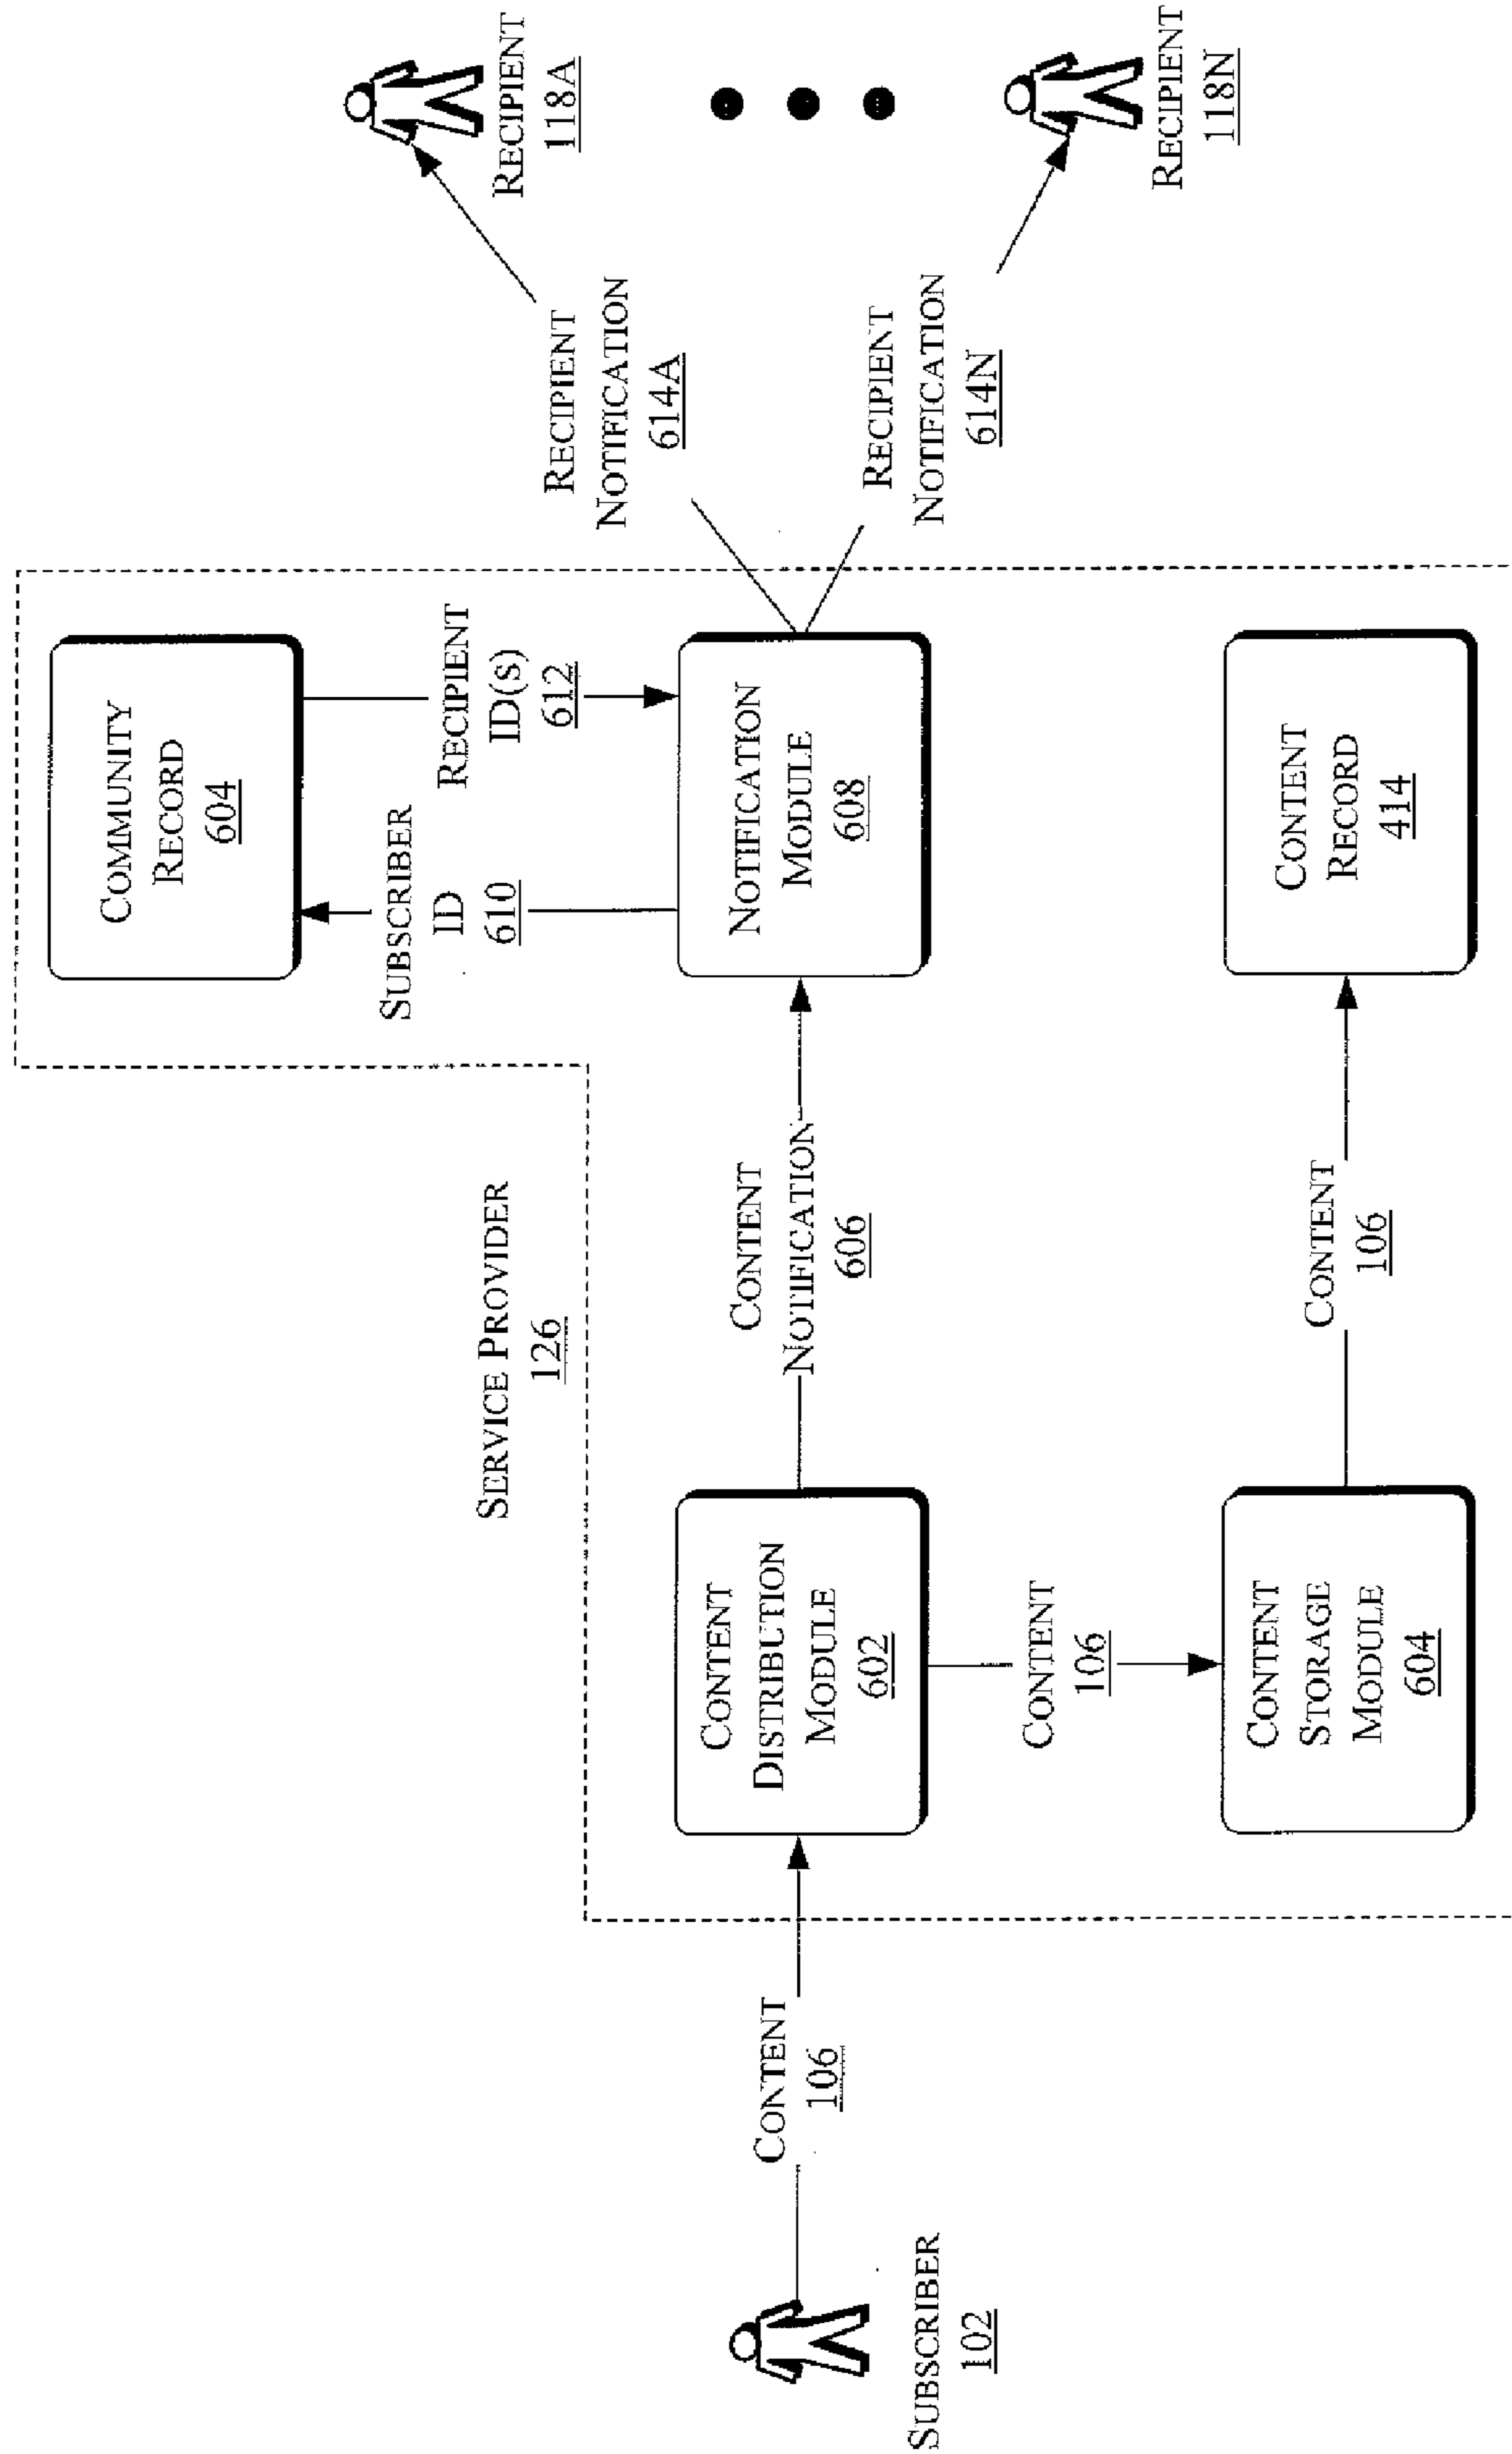 SERVICE PROVIDER
126
COMMUNITY
RECORD
604
SUBSCRIBER
ID
610
RECIPIENT
ID(S)
612
SUBSCRIBER
102
CONTENT
106
CONTENT
DISTRIBUTION
MODULE
602
CONTENT
NOTIFICATION
606
NOTIFICATION
MODULE
608
RECIPIENT
NOTIFICATION
614A
RECIPIENT
118A
RECIPIENT
NOTIFICATION
614N
RECIPIENT
118N
CONTENT
106
CONTENT
STORAGE
MODULE
604
CONTENT
106
CONTENT
RECORD
414